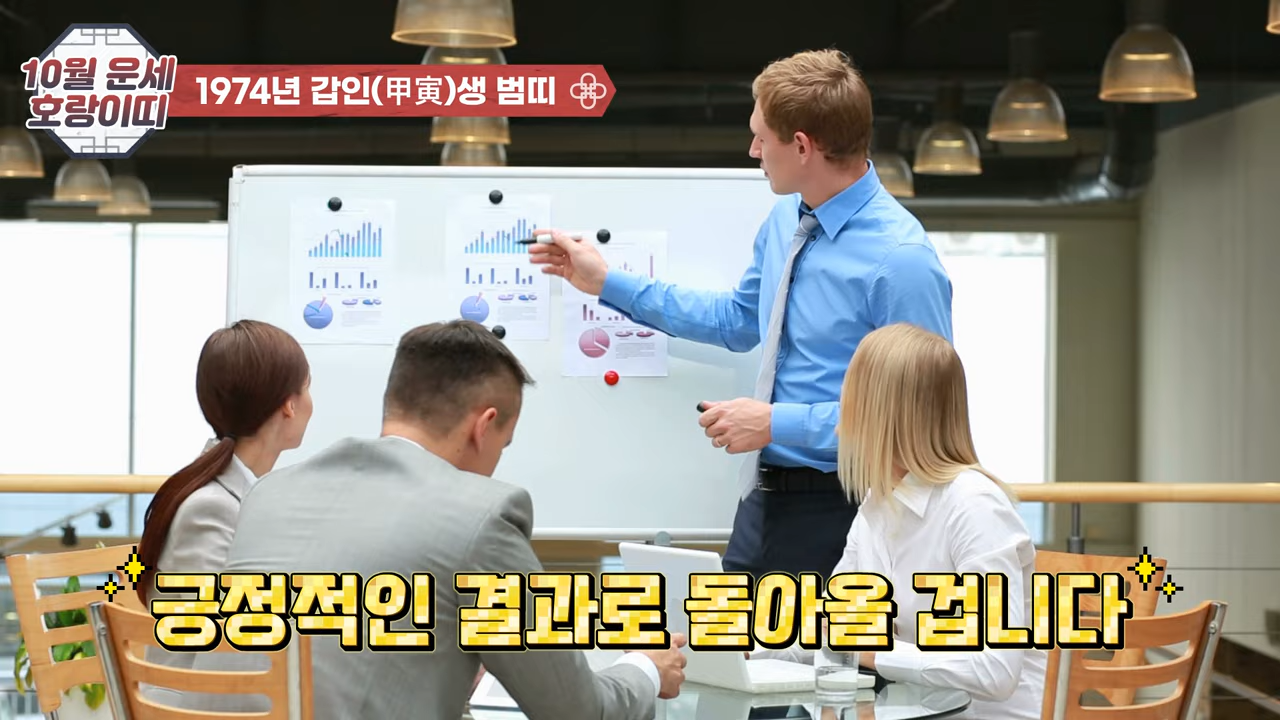 10월 운세
호랑이띠
1974년 갑인(甲寅)생 범띠
긍정적인 결과로 돌아올 겁니다